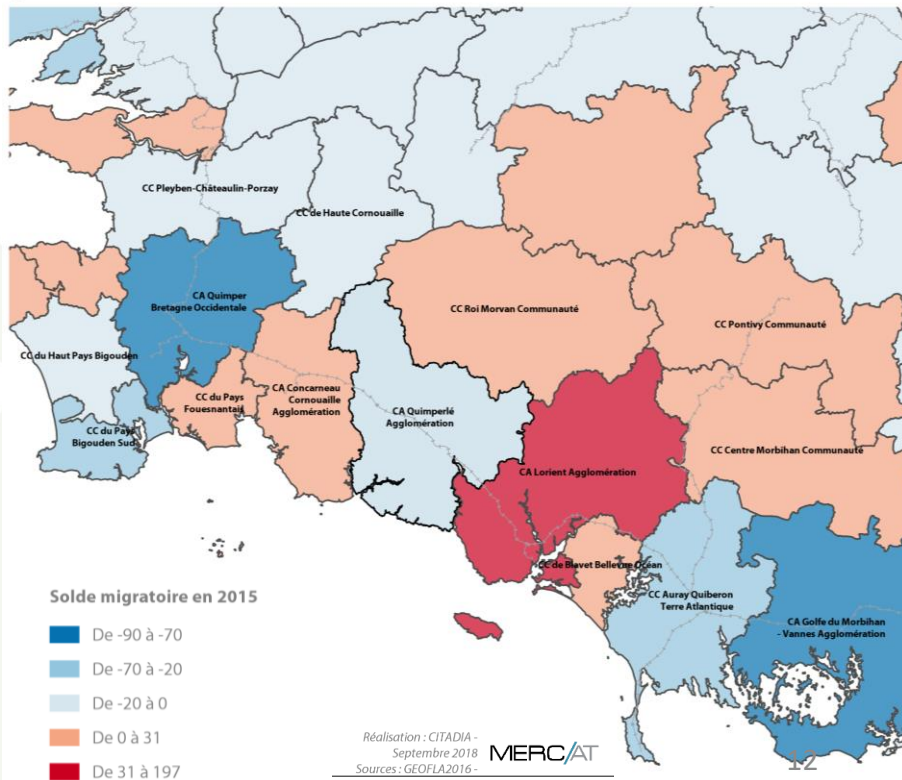 CC Pleyben-Châteaulin-Porzay
CC de Haute Cornouaille
CA Quimper
Bretagne Occidentale
CC Roi Morvan Communauté
CC Pontivy Communauté
CC du Haut Pays Bigouden
CC du Pays
Fouesnantais
CA Concarneau
Cornouaille
Agglomération
CA Quimperlé
Agglomération
CC du Pays
Bigouden Sud
CC Centre Morbihan Communauté
CA Lorient Agglomération
CC de Blavet Bellevue Océan
CC Auray Quiberon
Terre Atlantique
CA Golfe du Morbihan
- Vannes Agglomération
Solde migratoire en 2015
De -90 à -70
De -70 à -20
De -20 à 0
De 0 à 31
De 31 à 197
Réalisation : CITADIA -
Septembre 2018
Sources : GEOFLA2016 -
MERC/AT
12